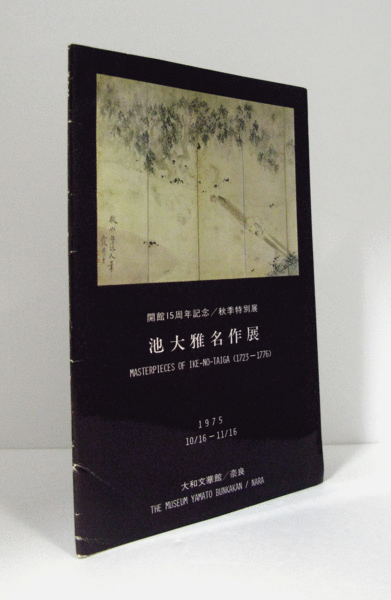 開館15周年記念／秋季特別展
池大雅名作展
MASTERPIECES OF IKE-NO-TAIGA (1723—1776)
1975
10/16—11/16
大和文華館／奈良
THE MUSEUM YAMATO BUNKAKAN / NARA